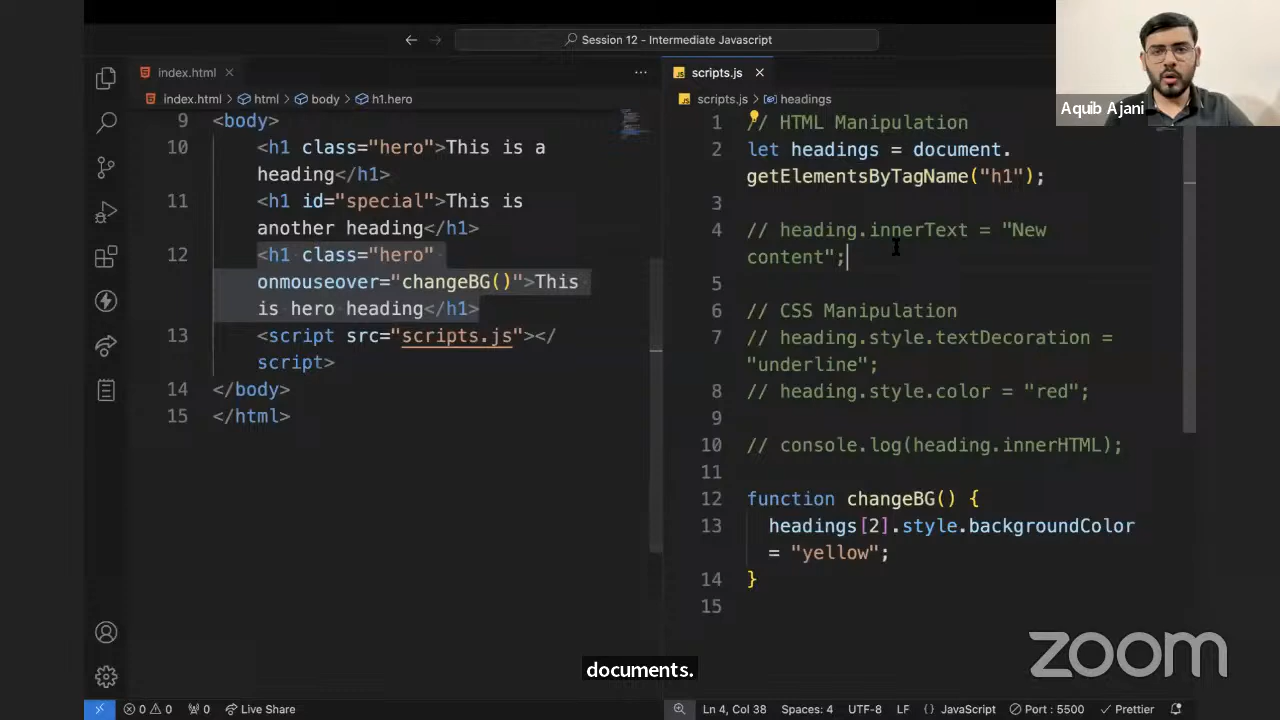 Session 12 - Intermediate Javascript
index.html
index.html > html > body > h1.hero
9 <body>
10 <h1 class="hero">This is a
heading</h1>
11 <h1 id="special">This is
another heading</h1>
12 <h1 class="hero"
onmouseover="changeBG()">This
is hero heading</h1>
13 <script src="scripts.js"></
script>
14 </body>
15 </html>
scripts.js
scripts.js > headings
1 // HTML Manipulation
2 let headings = document.
getElementsByTagName("h1");
3
4 // heading.innerText = "New
content";
5
6 // CSS Manipulation
7 // heading.style.textDecoration =
"underline";
8 // heading.style.color = "red";
9
10 // console.log(heading.innerHTML);
11
12 function changeBG() {
13 headings[2].style.backgroundColor
= "yellow";
14 }
15
Aquib Ajani
zoom
documents.
0 0 0 Live Share
Ln 4, Col 38 Spaces: 4 UTF-8 LF {} JavaScript Port : 5500 Prettier